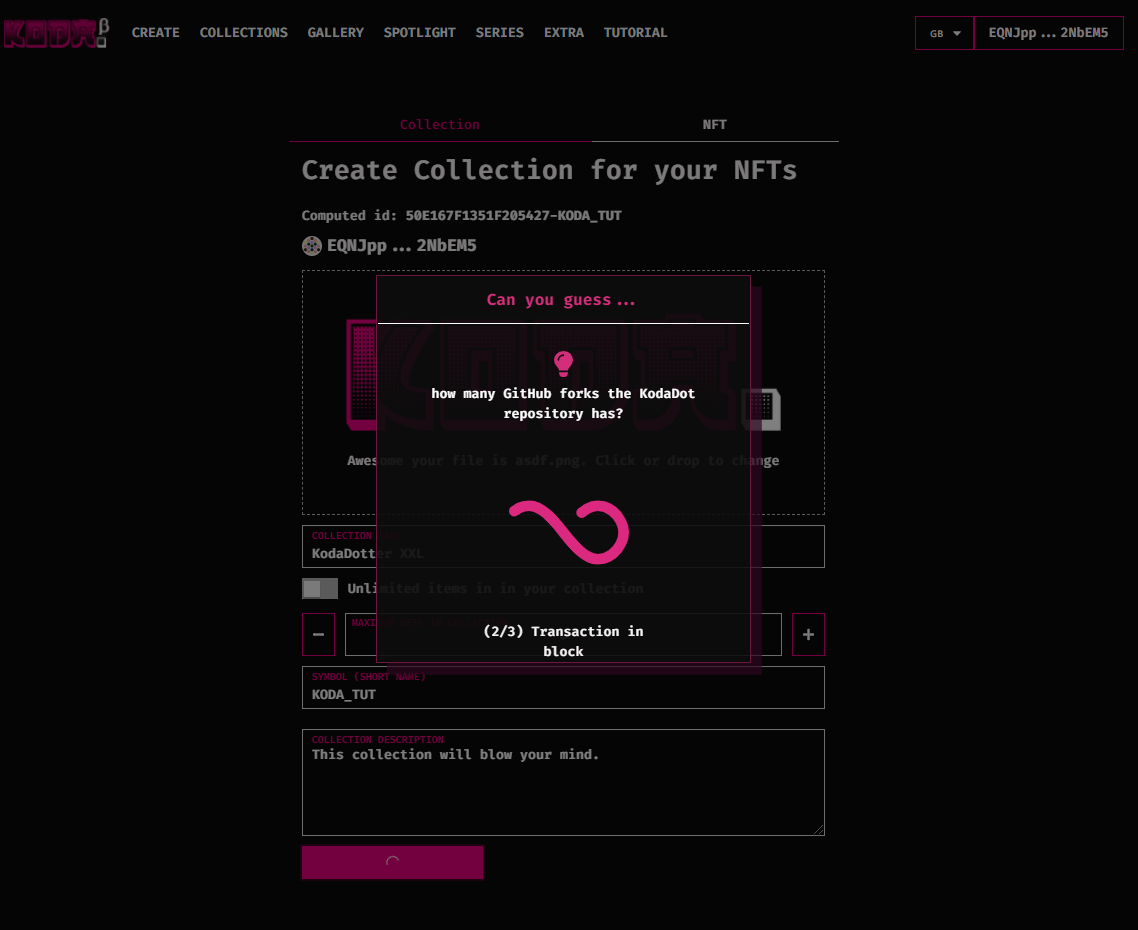 KODA β
CREATE COLLECTIONS GALLERY SPOTLIGHT SERIES EXTRA TUTORIAL GB EQNJpp...2NbEM5
Collection NFT
Create Collection for your NFTs
Computed id: 50E167F1351F205427-KODA_TUT
EQNJpp...2NbEM5
Can you guess...
how many GitHub forks the KodaDot
repository has?
KODA
Awesome your file is asdf.png. Click or drop to change
COLLECTION
KodaDotter XXL
Unlimited items in in your collection
(2/3) Transaction in
block
SYMBOL (SHORT NAME)
KODA_TUT
COLLECTION DESCRIPTION
This collection will blow your mind.